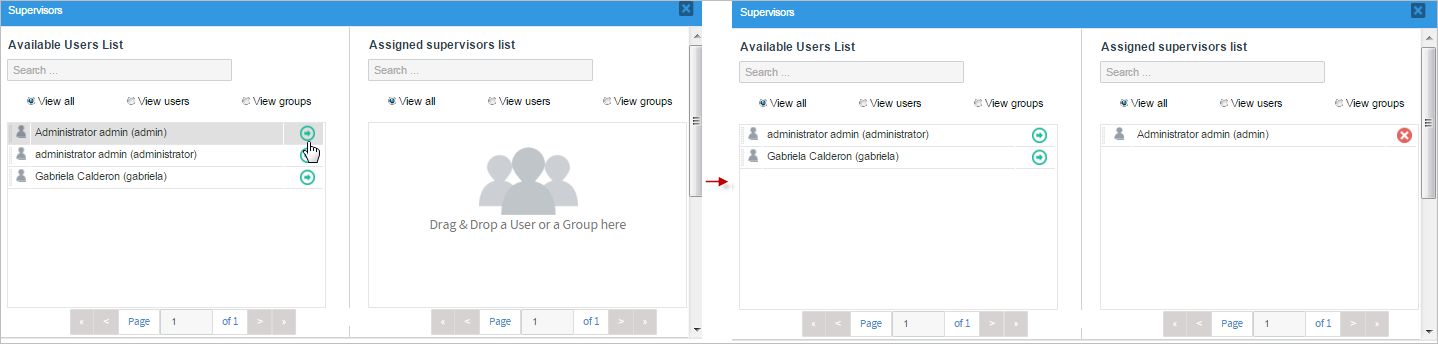 Supervisors
Available Users List
Assigned supervisors list
Search ...
Search ...
View all View users View groups
View all View users View groups
Administrator admin (admin)
administrator admin (administrator)
Gabriela Calderon (gabriela)
Drag & Drop a User or a Group here
« < Page 1 of 1 > »
« < Page 1 of 1 > »
Supervisors
Available Users List
Assigned supervisors list
Search ...
Search ...
View all View users View groups
View all View users View groups
administrator admin (administrator)
Gabriela Calderon (gabriela)
Administrator admin (admin)
« < Page 1 of 1 > »
« < Page 1 of 1 > »